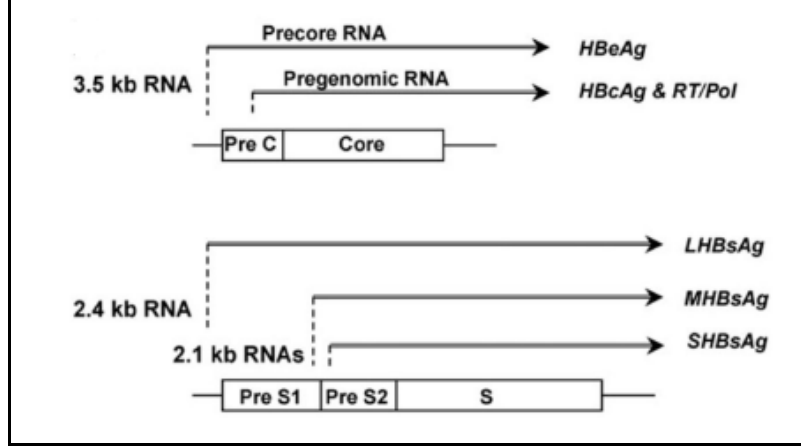 Precore RNA
HBeAg
3.5 kb RNA
Pregenomic RNA
HBcAg & RT/Pol
Pre C
Core
LHBsAg
2.4 kb RNA
MHBsAg
2.1 kb RNAs
SHBsAg
Pre S1
Pre S2
S